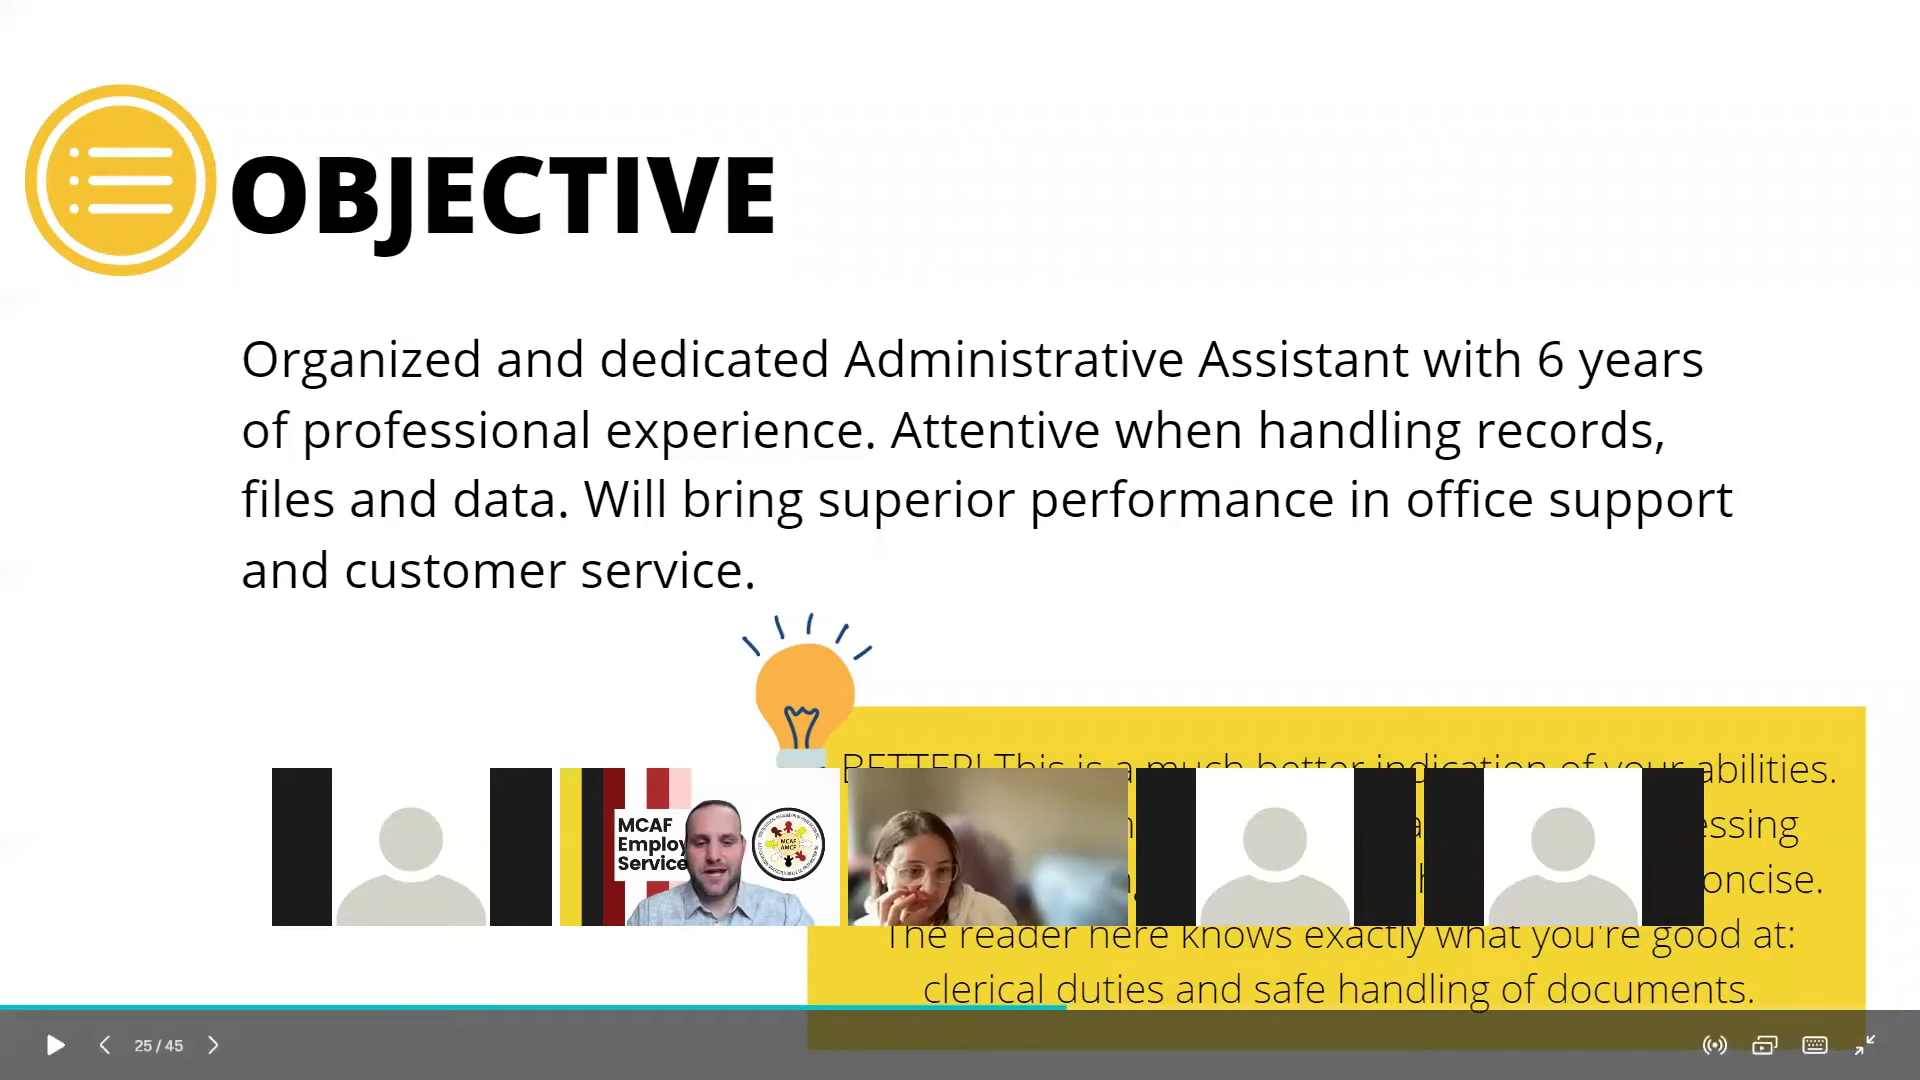 OBJECTIVE
Organized and dedicated Administrative Assistant with 6 years
of professional experience. Attentive when handling records,
files and data. Will bring superior performance in office support
and customer service.
BETTER! This is a much better indication of your abilities.
The reader here knows exactly what you're good at:
clerical duties and safe handling of documents.
MCAF
Employ
Service
MCAF
AMCF
25 / 45